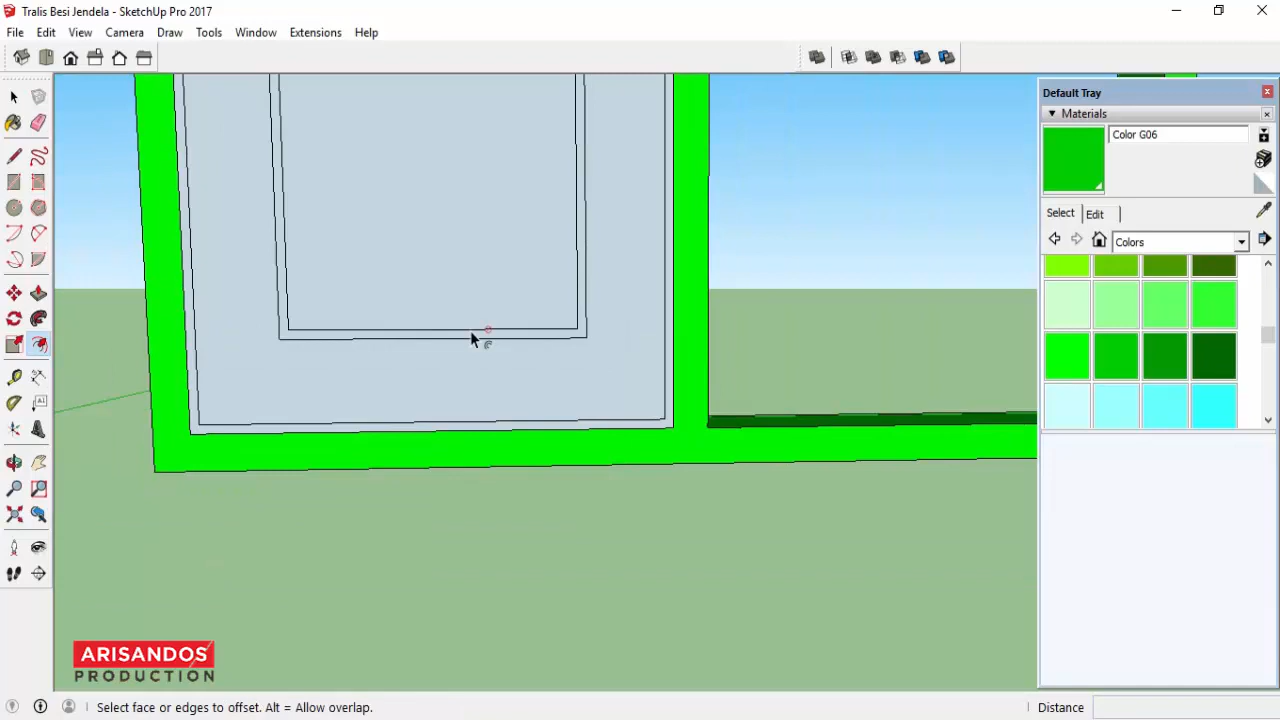 Tralis Besi Jendela - SketchUp Pro 2017
File Edit View Camera Draw Tools Window Extensions Help
Default Tray
Materials
Color G06
Select Edit
Colors
ARISANDOS
PRODUCTION
Select face or edges to offset. Alt = Allow overlap.
Distance